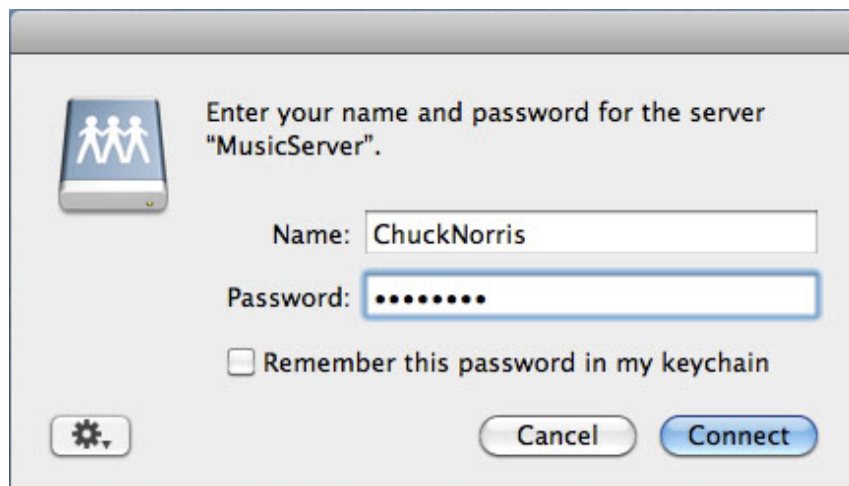 Enter your name and password for the server
“MusicServer”.
Name: ChuckNorris
Password: ••••••••
Remember this password in my keychain
Cancel Connect